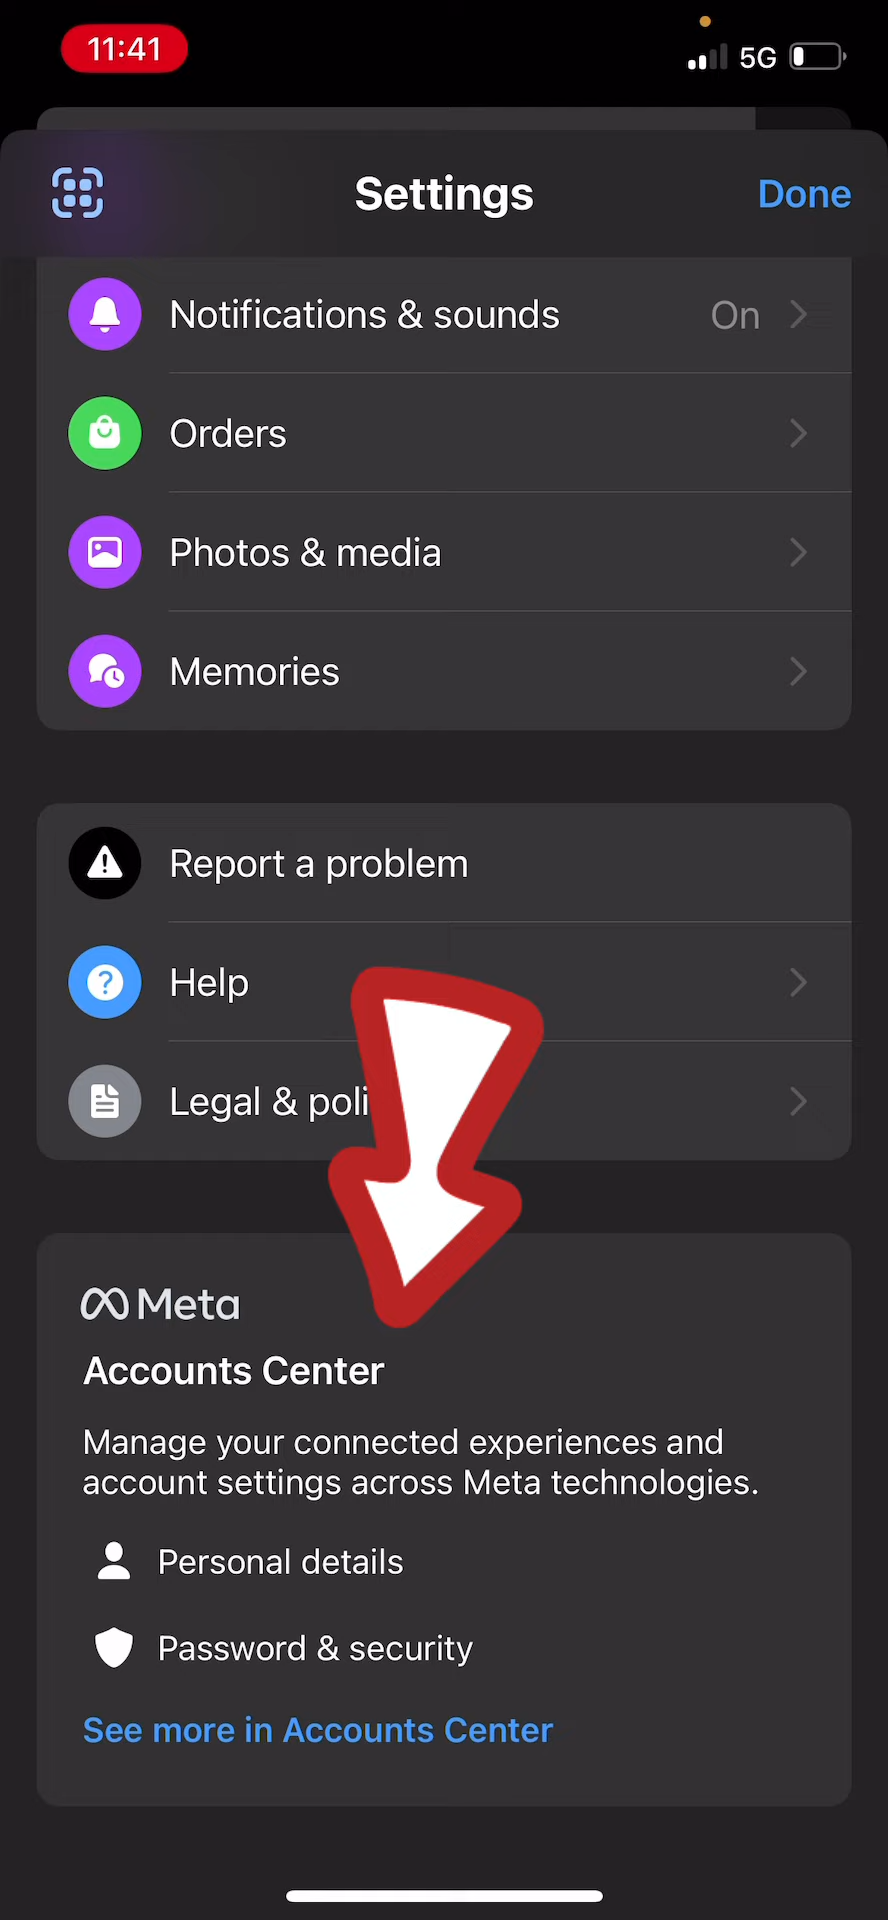 11:41
5G
Settings
Done
Notifications & sounds
On
Orders
Photos & media
Memories
Report a problem
Help
Legal & poli
Meta
Accounts Center
Manage your connected experiences and
account settings across Meta technologies.
Personal details
Password & security
See more in Accounts Center